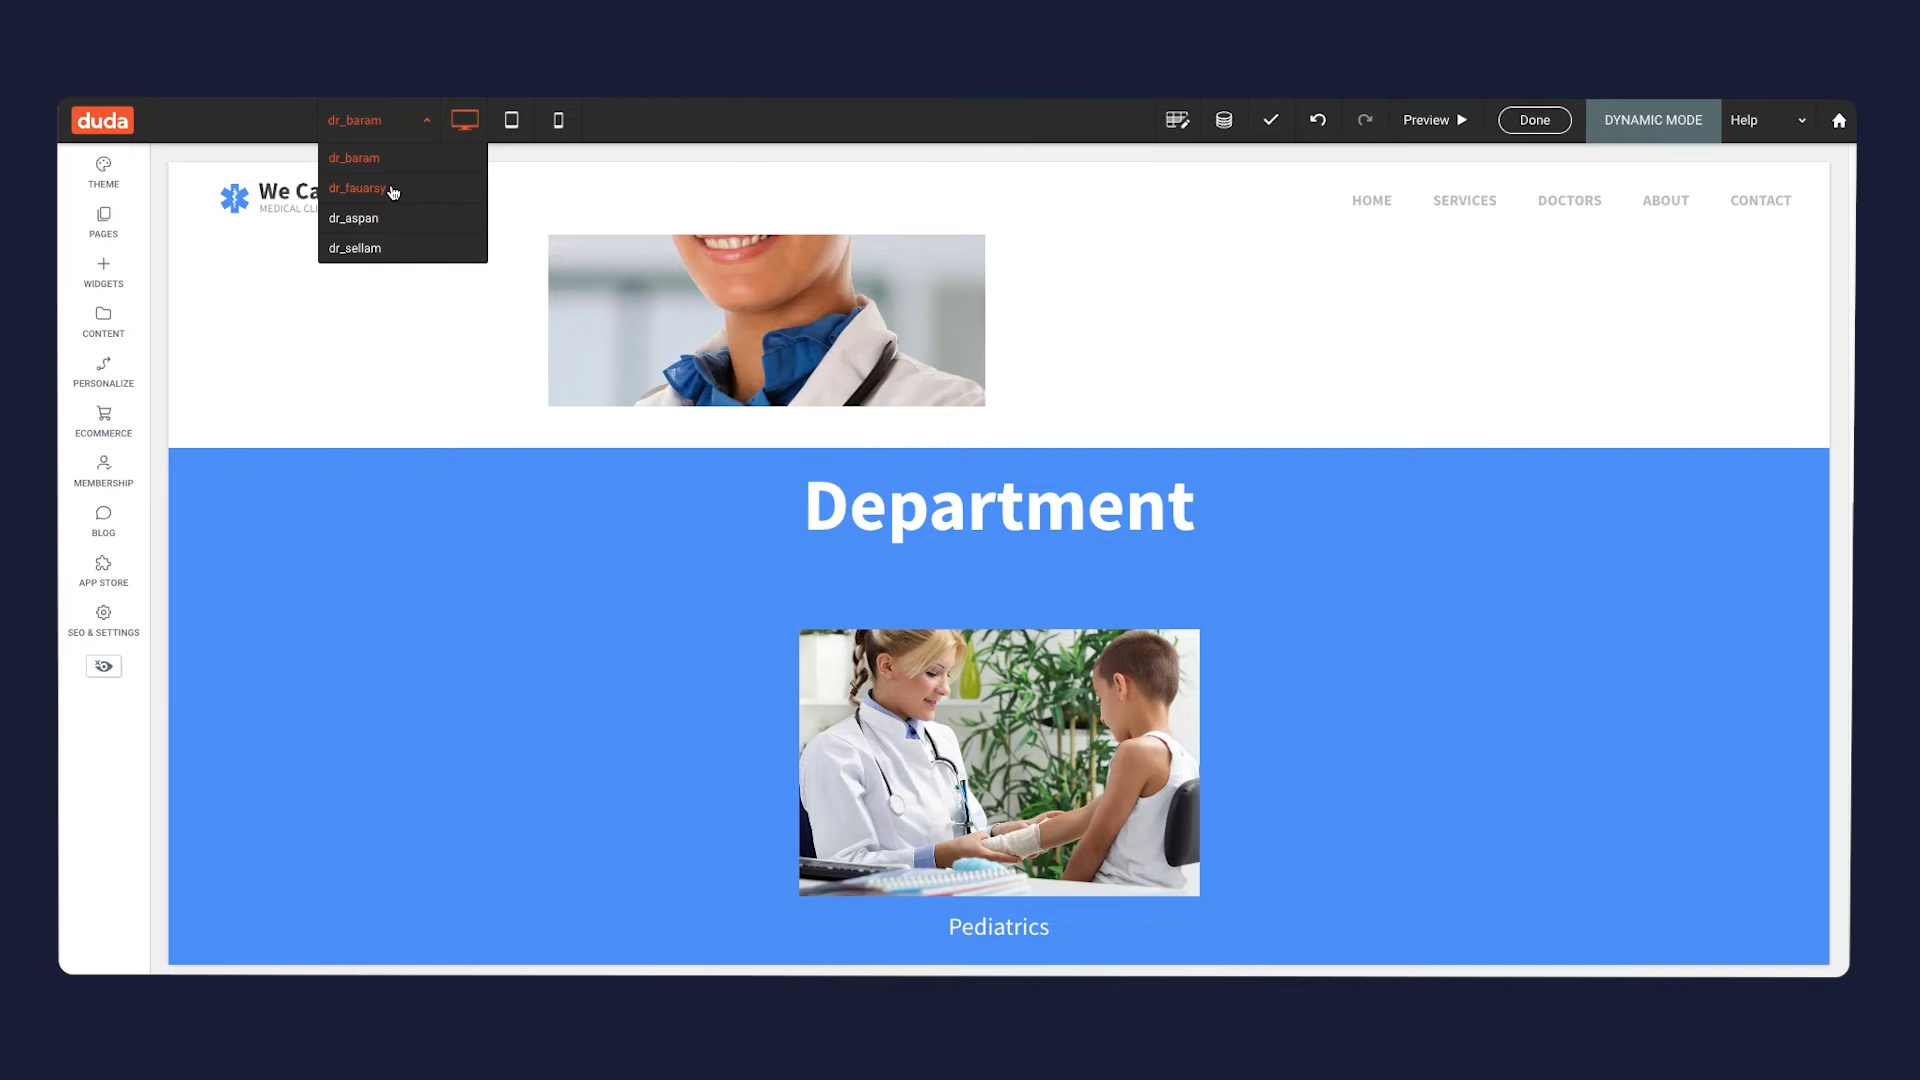 duda
dr_baram
Preview
Done
DYNAMIC MODE
Help
dr_baram
dr_fauarsy
dr_aspan
dr_sellam
THEME
PAGES
WIDGETS
CONTENT
PERSONALIZE
ECOMMERCE
MEMBERSHIP
BLOG
APP STORE
SEO & SETTINGS
We Ca
MEDICAL CLI
HOME
SERVICES
DOCTORS
ABOUT
CONTACT
Department
Pediatrics